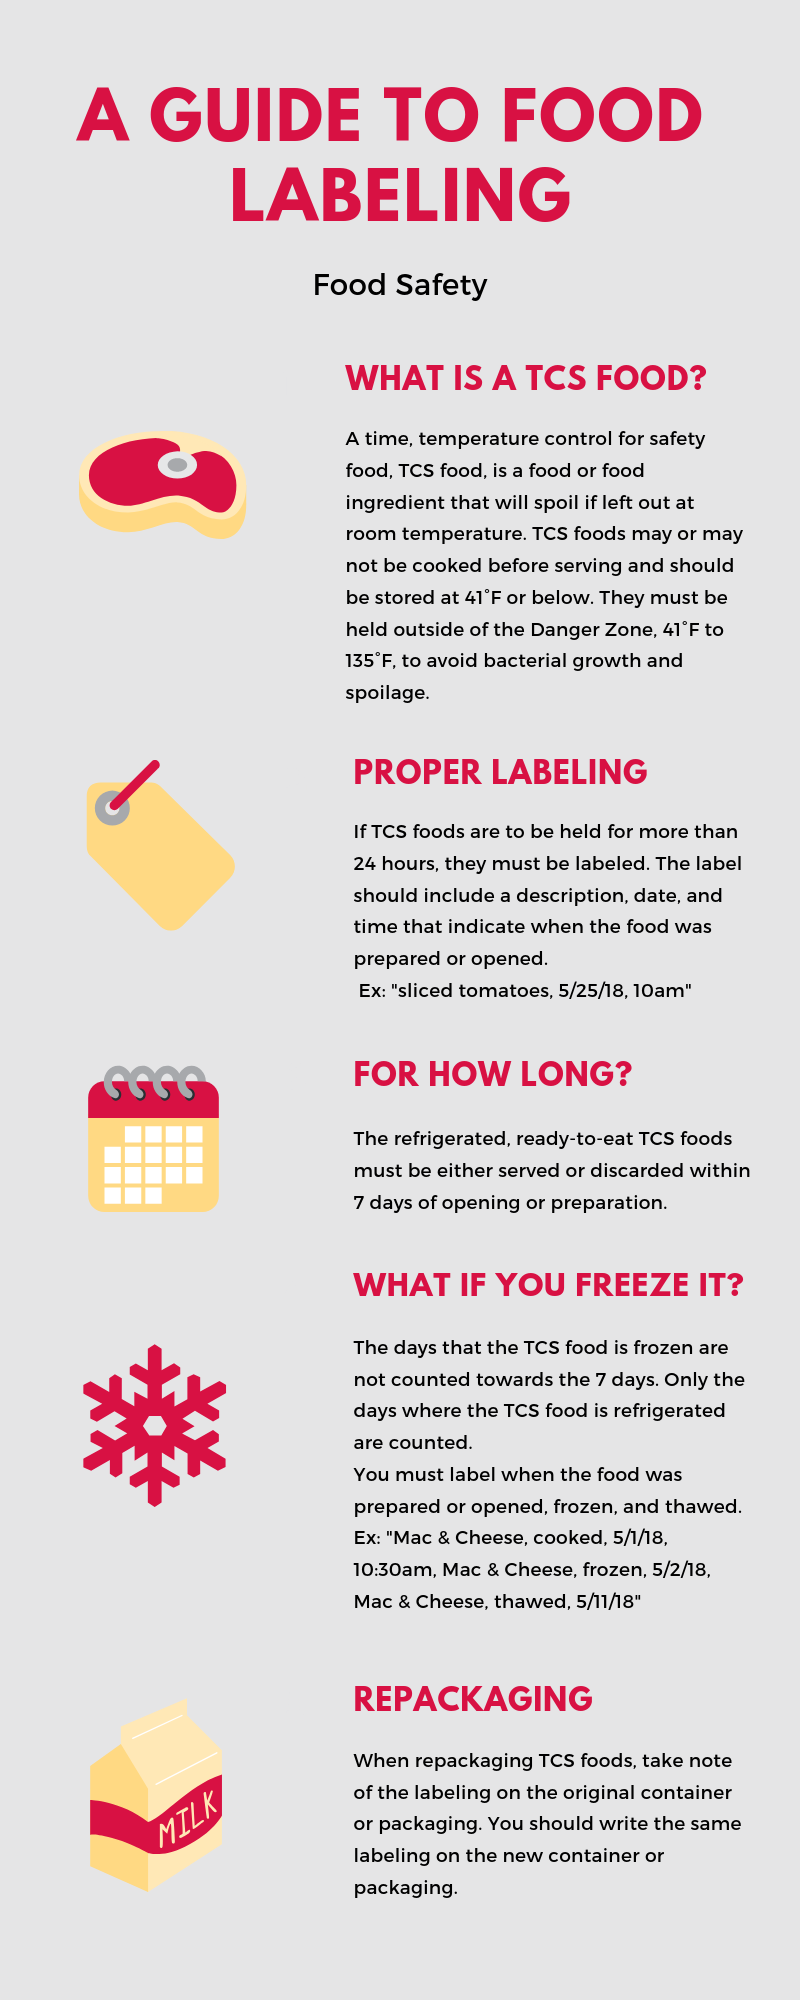 A GUIDE TO FOOD
LABELING
Food Safety
WHAT IS A TCS FOOD?
A time, temperature control for safety
food, TCS food, is a food or food
ingredient that will spoil if left out at
room temperature. TCS foods may or may
not be cooked before serving and should
be stored at 41°F or below. They must be
held outside of the Danger Zone, 41°F to
135°F, to avoid bacterial growth and
spoilage.
PROPER LABELING
If TCS foods are to be held for more than
24 hours, they must be labeled. The label
should include a description, date, and
time that indicate when the food was
prepared or opened.
Ex: "sliced tomatoes, 5/25/18, 10am"
FOR HOW LONG?
The refrigerated, ready-to-eat TCS foods
must be either served or discarded within
7 days of opening or preparation.
WHAT IF YOU FREEZE IT?
The days that the TCS food is frozen are
not counted towards the 7 days. Only the
days where the TCS food is refrigerated
are counted.
You must label when the food was
prepared or opened, frozen, and thawed.
Ex: "Mac & Cheese, cooked, 5/1/18,
10:30am, Mac & Cheese, frozen, 5/2/18,
Mac & Cheese, thawed, 5/11/18"
REPACKAGING
MILK
When repackaging TCS foods, take note
of the labeling on the original container
or packaging. You should write the same
labeling on the new container or
packaging.